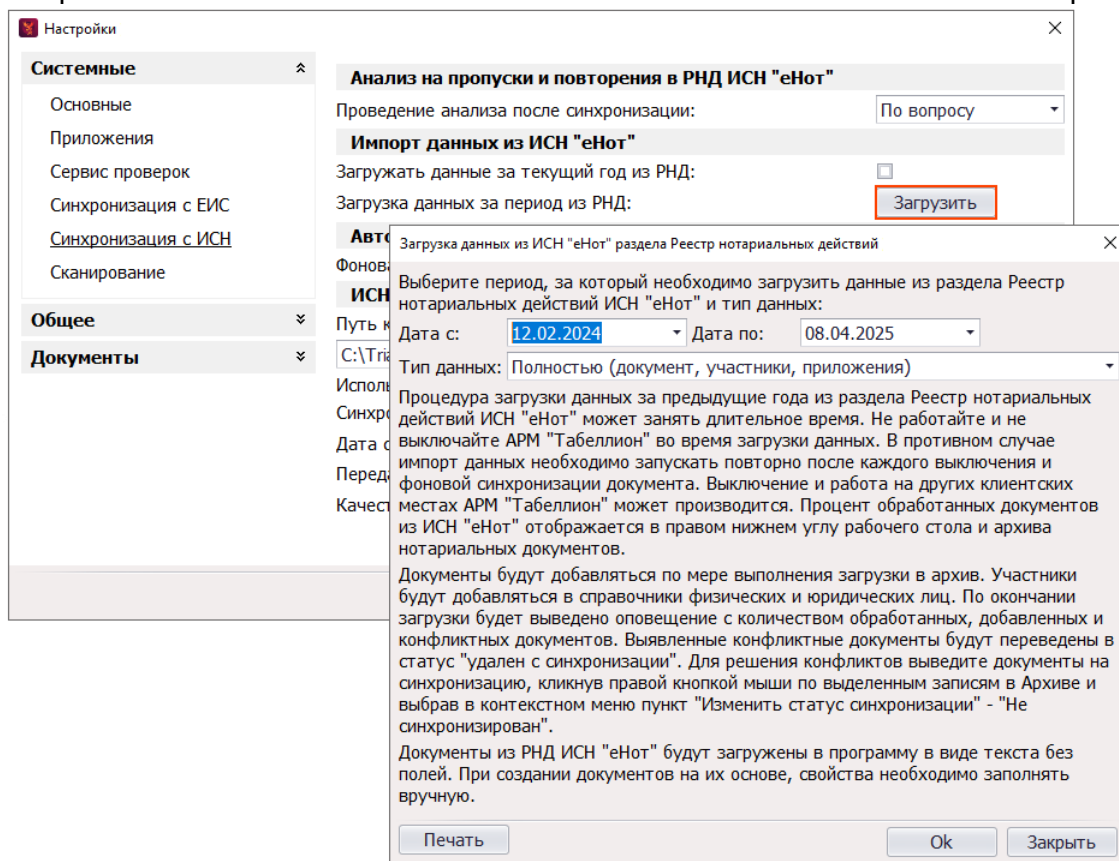 Настройки
Системные
Основные
Приложения
Сервис проверок
Синхронизация с ЕИС
Синхронизация с ИСН
Сканирование
Общее
Документы
Анализ на пропуски и повторения в РНД ИСН "еНот"
Проведение анализа после синхронизации: По вопросу
Импорт данных из ИСН "еНот"
Загружать данные за текущий год из РНД:
Загрузка данных за период из РНД: Загрузить
Загрузка данных из ИСН "еНот" раздела Реестр нотариальных действий
Выберите период, за который необходимо загрузить данные из раздела Реестр
нотариальных действий ИСН "еНот" и тип данных:
Дата с: 12.02.2024 Дата по: 08.04.2025
Тип данных: Полностью (документ, участники, приложения)
Процедура загрузки данных за предыдущие года из раздела Реестр нотариальных
действий ИСН "еНот" может занять длительное время. Не работайте и не
выключайте АРМ "Табеллион" во время загрузки данных. В противном случае
импорт данных необходимо запускать повторно после каждого выключения и
фоновой синхронизации документа. Выключение и работа на других клиентских
местах АРМ "Табеллион" может производится. Процент обработанных документов
из ИСН "еНот" отображается в правом нижнем углу рабочего стола и архива
нотариальных документов.
Документы будут добавляться по мере выполнения загрузки в архив. Участники
будут добавляться в справочники физических и юридических лиц. По окончании
загрузки будет выведено оповещение с количеством обработанных, добавленных и
конфликтных документов. Выявленные конфликтные документы будут переведены в
статус "удален с синхронизации". Для решения конфликтов выведите документы на
синхронизацию, кликнув правой кнопкой мыши по выделенным записям в Архиве и
выбрав в контекстном меню пункт "Изменить статус синхронизации" - "Не
синхронизирован".
Документы из РНД ИСН "еНот" будут загружены в программу в виде текста без
полей. При создании документов на их основе, свойства необходимо заполнять
вручную.
Печать Ok Закрыть